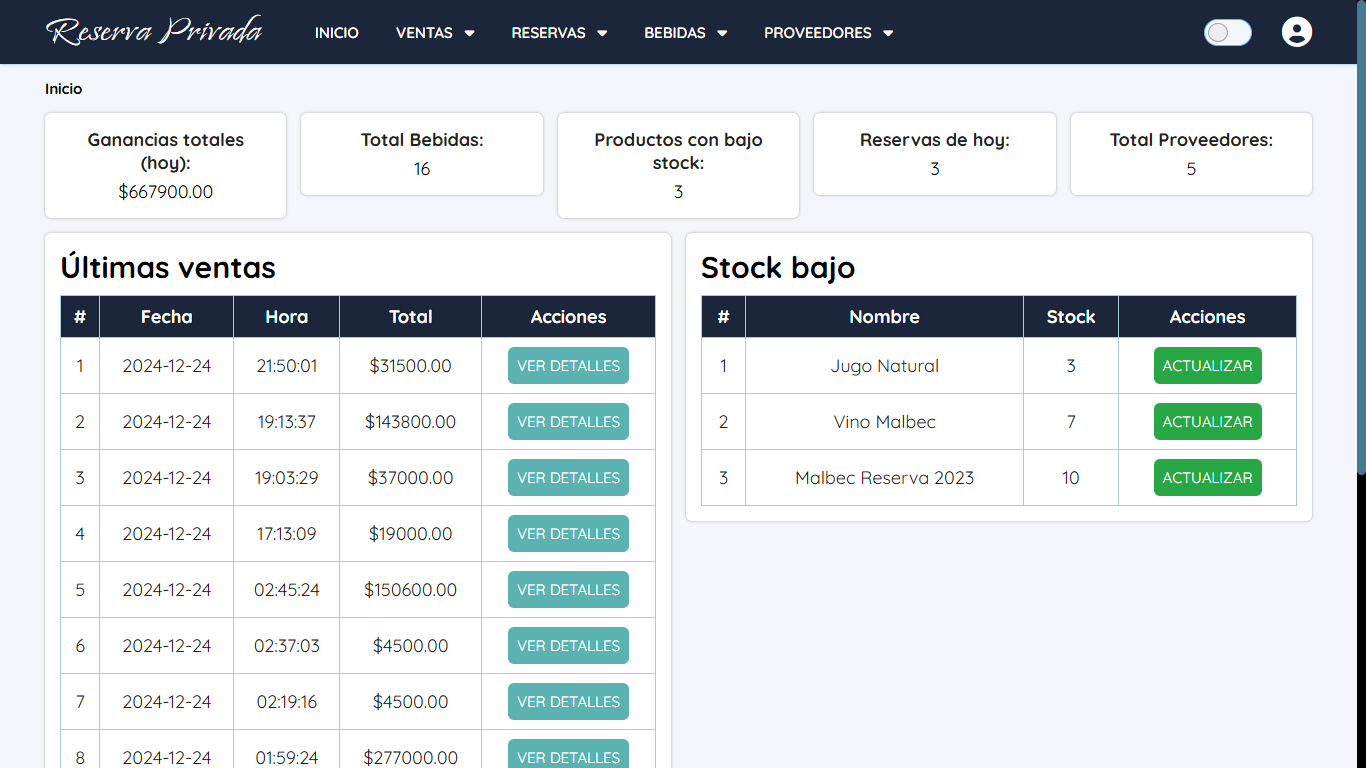 Reserva Privada INICIO VENTAS RESERVAS BEBIDAS PROVEEDORES
Inicio
Ganancias totales
(hoy):
$667900.00
Total Bebidas:
16
Productos con bajo
stock:
3
Reservas de hoy:
3
Total Proveedores:
5
Últimas ventas
# Fecha Hora Total Acciones
1 2024-12-24 21:50:01 $31500.00 VER DETALLES
2 2024-12-24 19:13:37 $143800.00 VER DETALLES
3 2024-12-24 19:03:29 $37000.00 VER DETALLES
4 2024-12-24 17:13:09 $19000.00 VER DETALLES
5 2024-12-24 02:45:24 $150600.00 VER DETALLES
6 2024-12-24 02:37:03 $4500.00 VER DETALLES
7 2024-12-24 02:19:16 $4500.00 VER DETALLES
8 2024-12-24 01:59:24 $277000.00 VER DETALLES
Stock bajo
# Nombre Stock Acciones
1 Jugo Natural 3 ACTUALIZAR
2 Vino Malbec 7 ACTUALIZAR
3 Malbec Reserva 2023 10 ACTUALIZAR